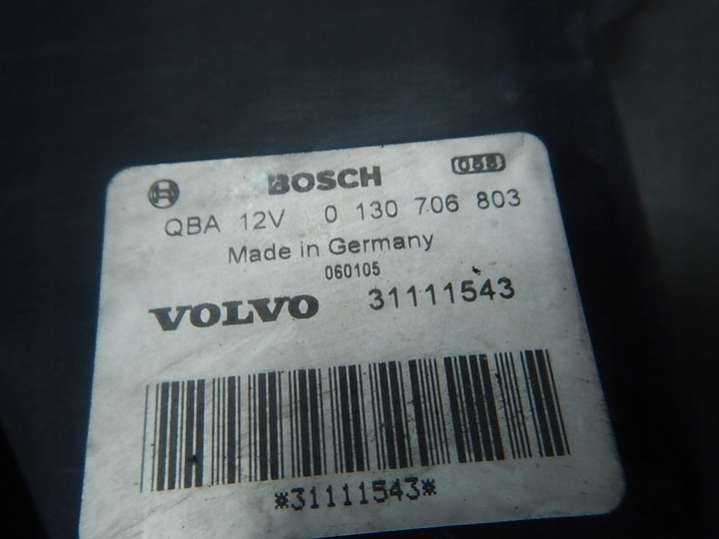 BOSCH
QBA 12V 0 130 706 803
Made in Germany
060105
VOLVO 31111543
*31111543*